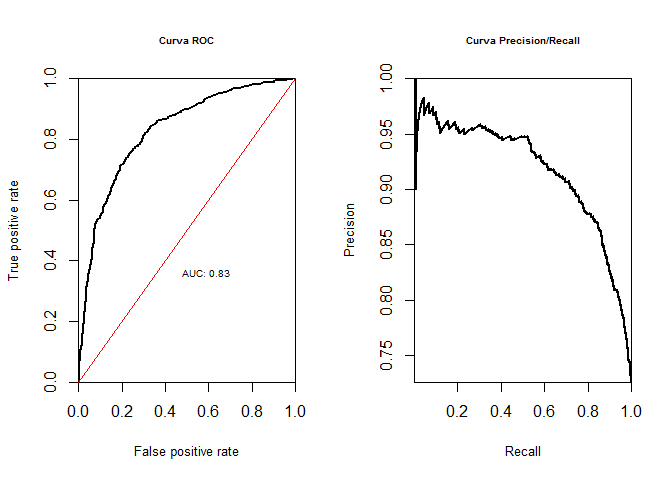 Curva ROC
True positive rate
1.0
0.8
0.6
0.4
0.2
0.0
AUC: 0.83
0.0 0.2 0.4 0.6 0.8 1.0
False positive rate
Curva Precision/Recall
Precision
1.00
0.95
0.90
0.85
0.80
0.75
0.2 0.4 0.6 0.8 1.0
Recall